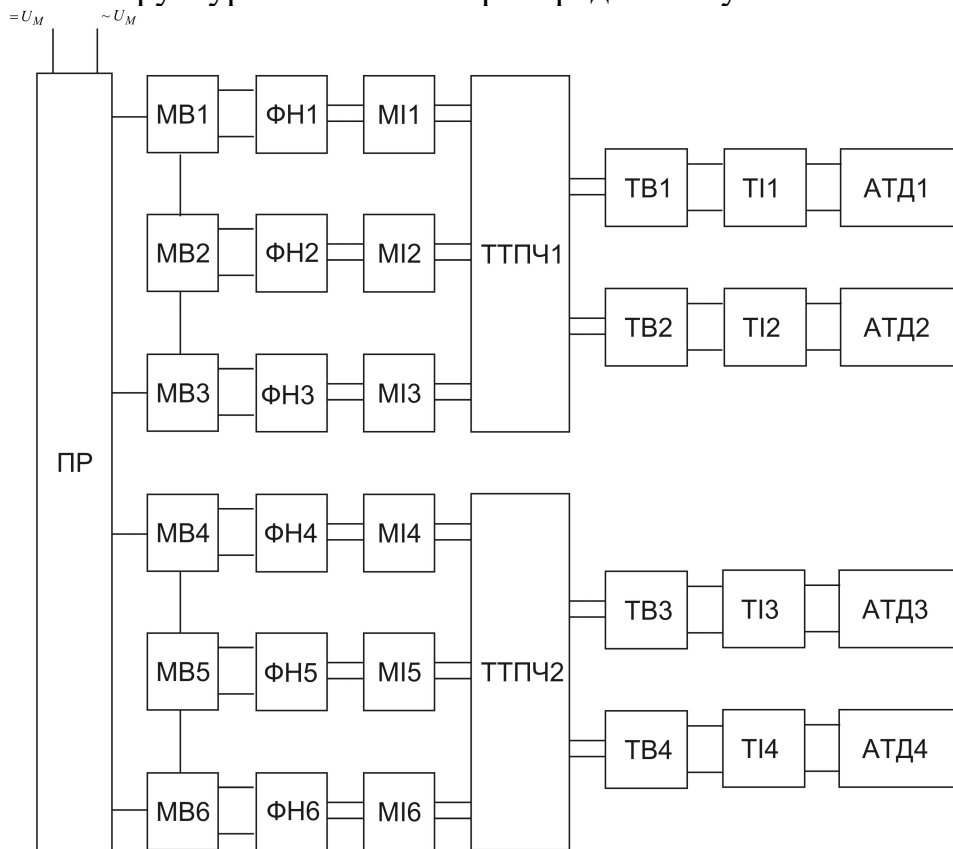 =U_M ~U_M
МВ1 ФН1 МІ1
ТВ1 ТІ1 АТД1
МВ2 ФН2 МІ2 ТТПЧ1
ТВ2 ТІ2 АТД2
МВ3 ФН3 МІ3
ПР
МВ4 ФН4 МІ4
ТВ3 ТІ3 АТД3
МВ5 ФН5 МІ5 ТТПЧ2
ТВ4 ТІ4 АТД4
МВ6 ФН6 МІ6